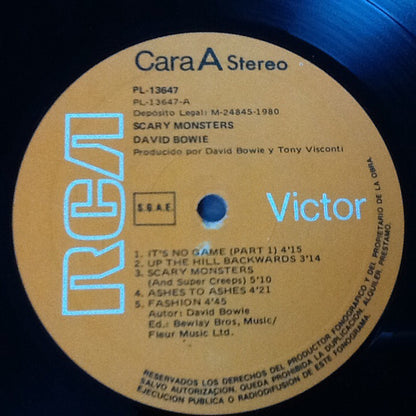 Cara A Stereo
PL-13647
PL-13647-A
Depósito Legal: M-24845-1980
SCARY MONSTERS
DAVID BOWIE
Producido por David Bowie y Tony Visconti
RCA
S.G.A.E.
Victor
1. IT'S NO GAME (PART 1) 4'15
2. UP THE HILL BACKWARDS 3'14
3. SCARY MONSTERS
(And Super Creeps) 5'10
4. ASHES TO ASHES 4'21
5. FASHION 4'45
Autor: David Bowie
Ed.: Bewlay Bros, Music/
Fleur Music Ltd.
RESERVADOS LOS DERECHOS DEL PRODUCTOR FONOGRAFICO Y DEL PROPIETARIO DE LA OBRA.
SALVO AUTORIZACION, QUEDA PROHIBIDA LA DUPLICACION, ALQUILER, PRESTAMO,
EJECUCION PUBLICA O RADIODIFUSION DE ESTE FONOGRAMA.